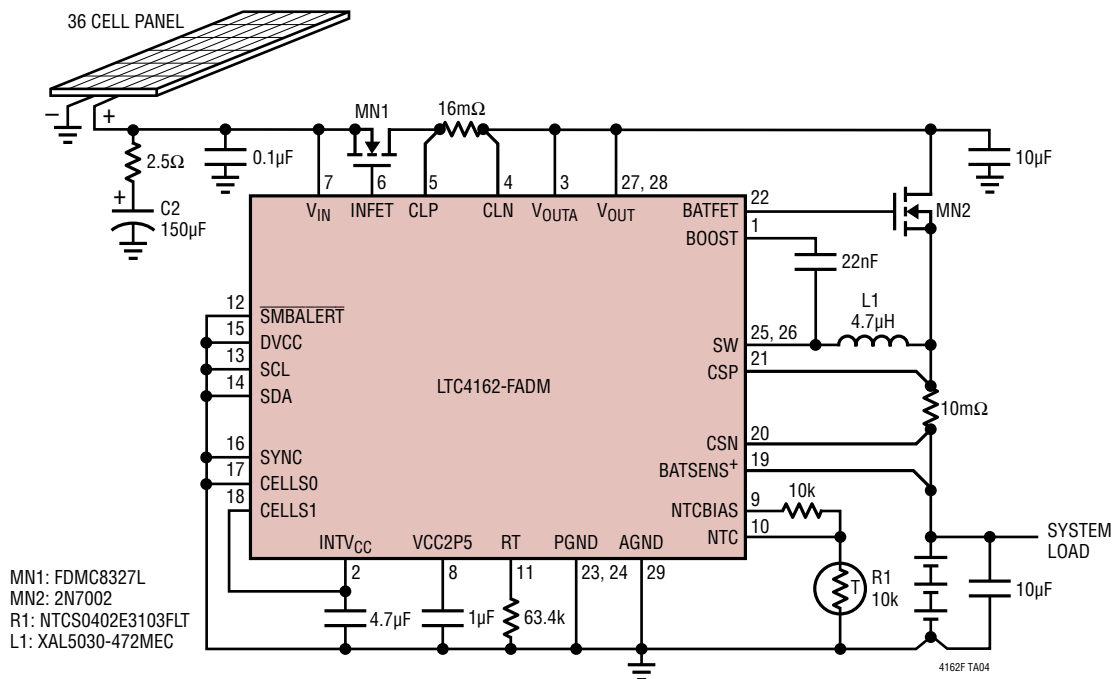 36 CELL PANEL
− +
MN1
16mΩ
2.5Ω
0.1µF
10µF
+
C2
150µF
7 6 5 4 3 27, 28
VIN INFET CLP CLN VOUTA VOUT
BATFET 22
MN2
BOOST 1
22nF
L1
4.7µH
12 SMBALERT
15 DVCC
13 SCL
14 SDA
SW 25, 26
CSP 21
LTC4162-FADM
10mΩ
16 SYNC
17 CELLS0
18 CELLS1
CSN 20
BATSENS+ 19
NTCBIAS 9
10k
NTC 10
INTVCC VCC2P5 RT PGND AGND
2 8 11 23, 24 29
SYSTEM
LOAD
4.7µF
1µF
63.4k
T
R1
10k
10µF
MN1: FDMC8327L
MN2: 2N7002
R1: NTCS0402E3103FLT
L1: XAL5030-472MEC
4162F TA04